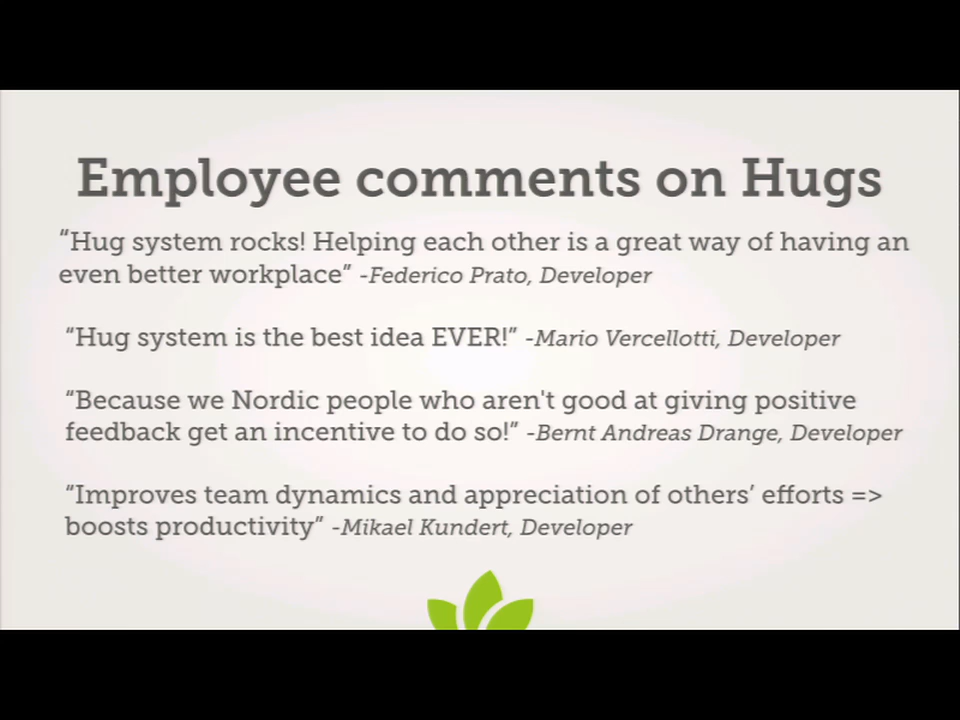 Employee comments on Hugs
“Hug system rocks! Helping each other is a great way of having an
even better workplace” -Federico Prato, Developer
“Hug system is the best idea EVER!” -Mario Vercellotti, Developer
“Because we Nordic people who aren't good at giving positive
feedback get an incentive to do so!” -Bernt Andreas Drange, Developer
“Improves team dynamics and appreciation of others’ efforts =>
boosts productivity” -Mikael Kundert, Developer